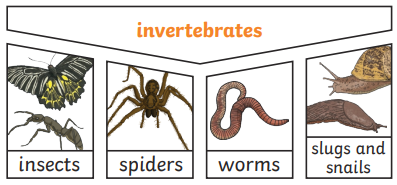 invertebrates
insects
spiders
worms
slugs and
snails